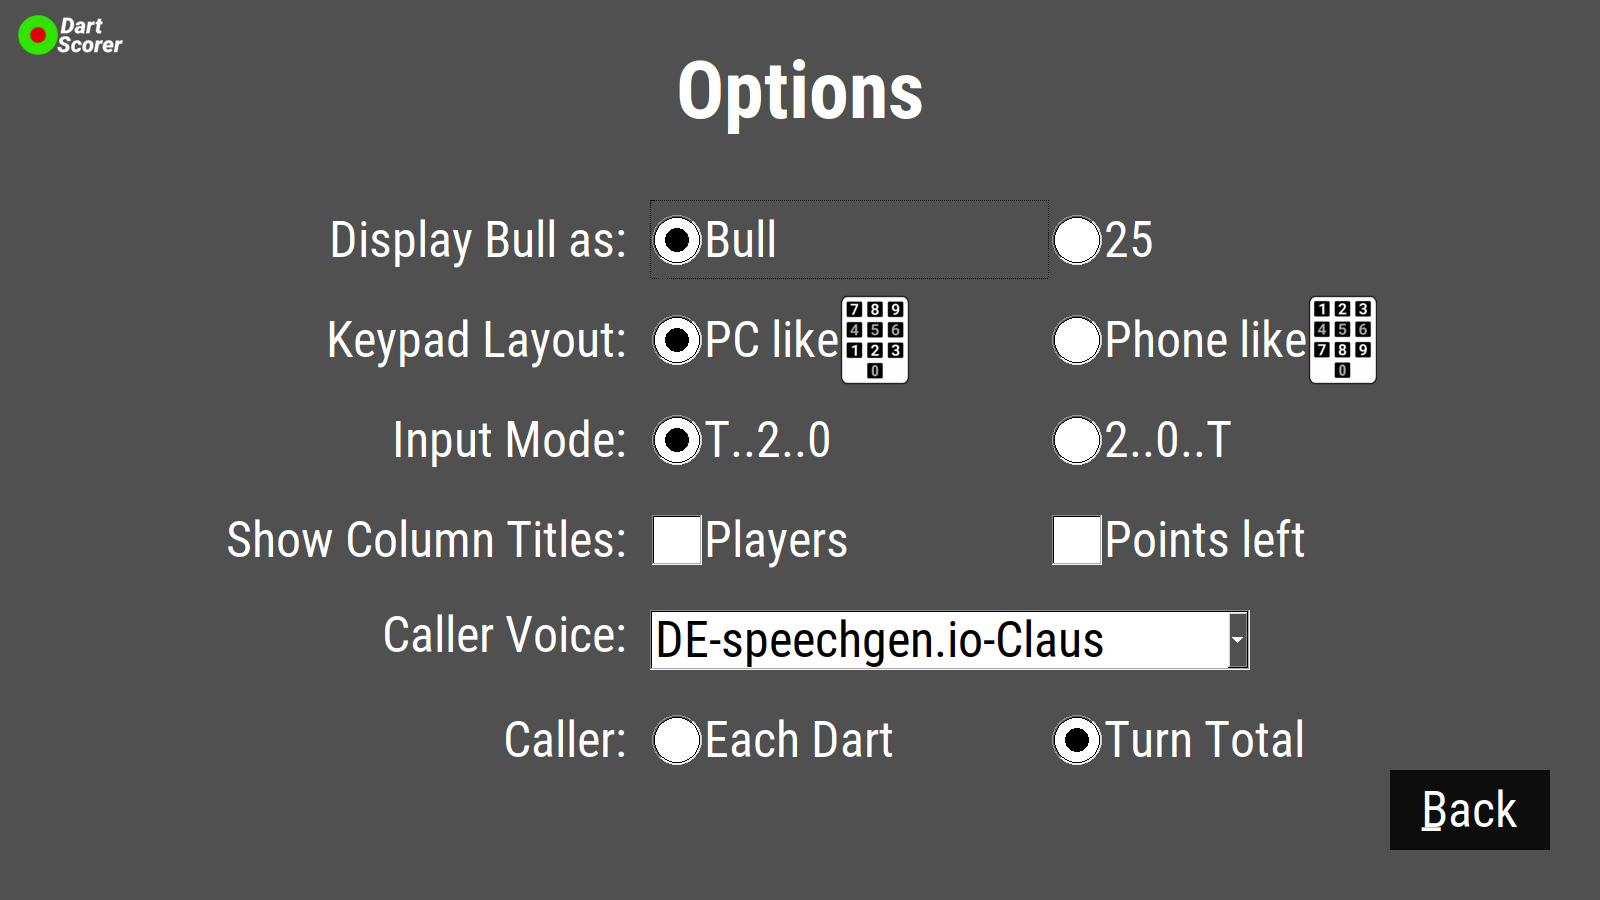 Dart
Scorer
Options
Display Bull as: Bull 25
Keypad Layout: PC like 7 8 9 Phone like 1 2 3
4 5 6 4 5 6
1 2 3 7 8 9
0 0
Input Mode: T..2..0 2..0..T
Show Column Titles: Players Points left
Caller Voice: DE-speechgen.io-Claus
Caller: Each Dart Turn Total
Back